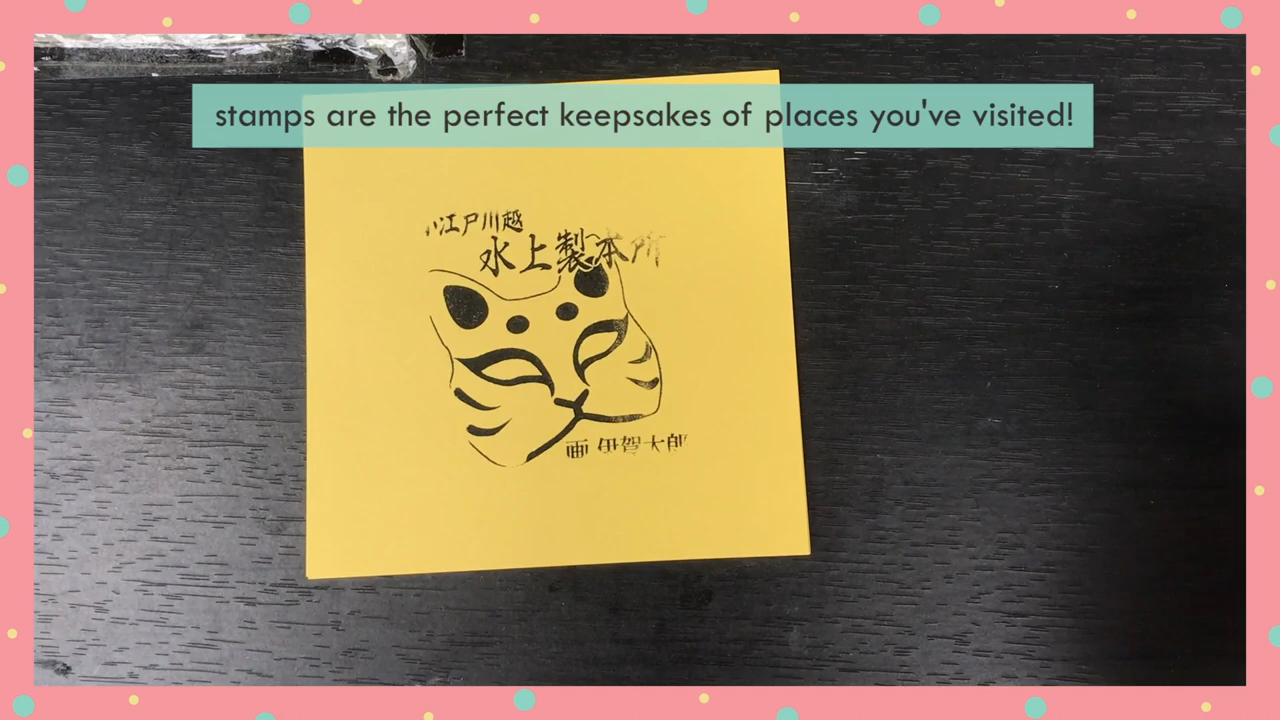 stamps are the perfect keepsakes of places you've visited!
小江戸川越
水上製本所
画 伊賀太郎